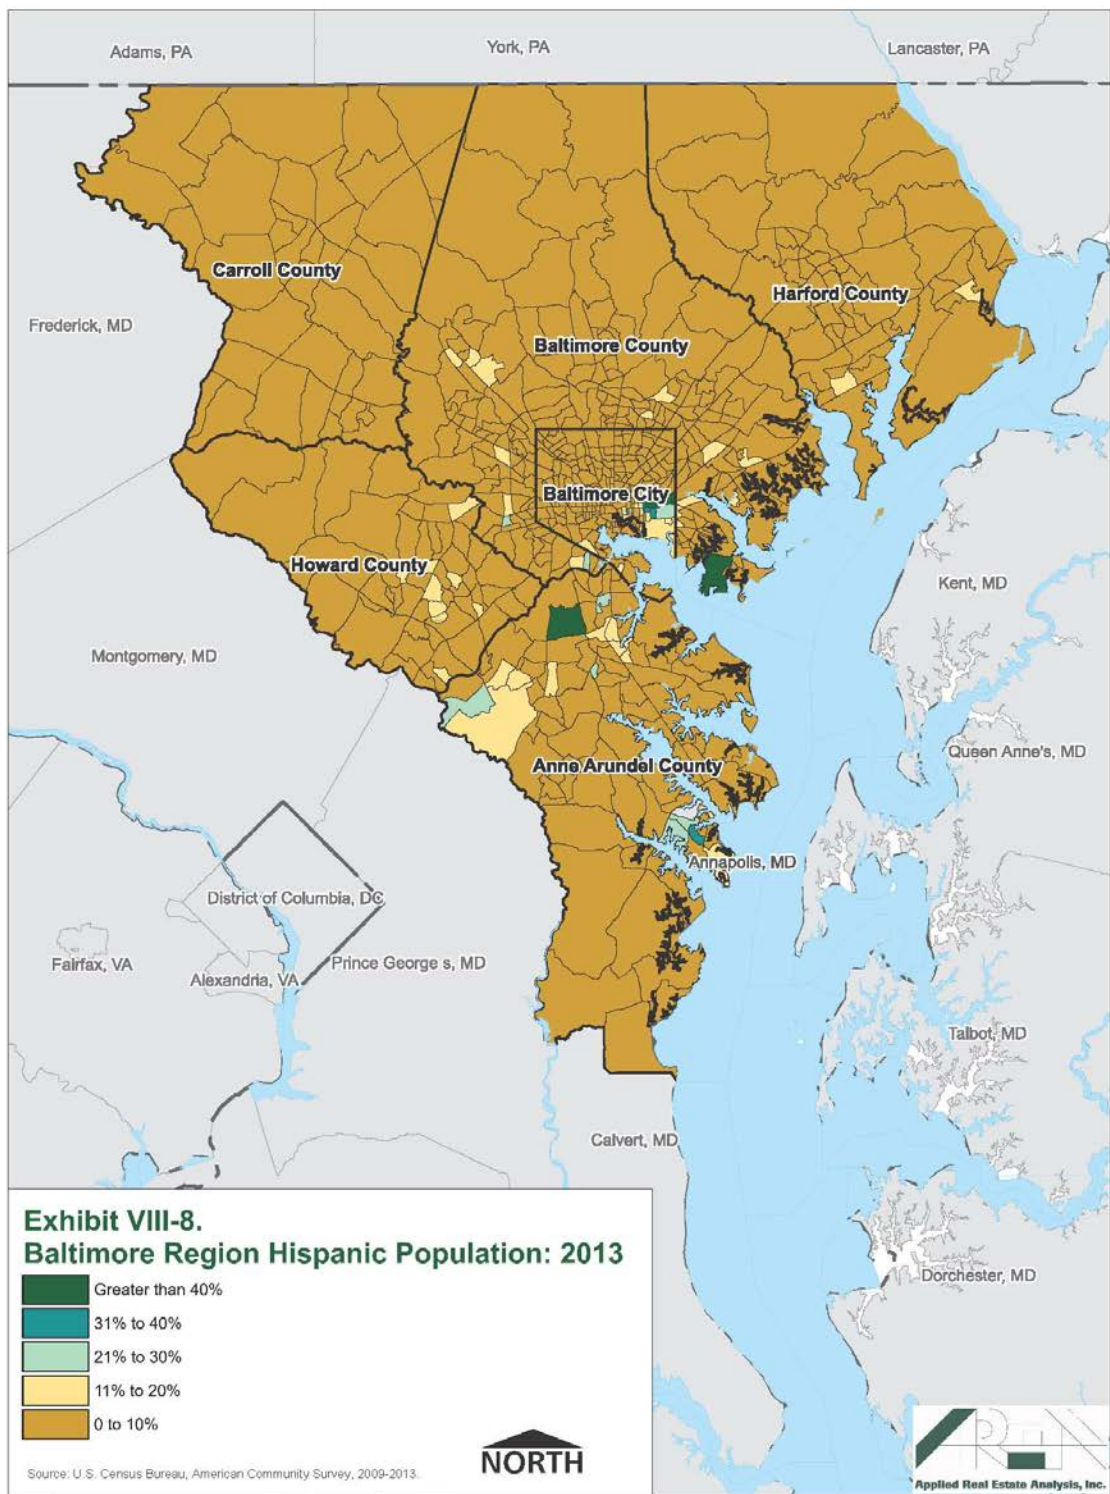 Adams, PA
York, PA
Lancaster, PA
Carroll County
Harford County
Frederick, MD
Baltimore County
Baltimore City
Howard County
Kent, MD
Montgomery, MD
Queen Anne's, MD
Anne Arundel County
Annapolis, MD
District of Columbia, DC
Fairfax, VA
Prince George s, MD
Alexandria, VA
Talbot, MD
Calvert, MD
Exhibit VIII-8.
Baltimore Region Hispanic Population: 2013
Greater than 40%
31% to 40%
21% to 30%
11% to 20%
0 to 10%
Dorchester, MD
NORTH
Source: U.S. Census Bureau, American Community Survey, 2009-2013.
AREA
Applied Real Estate Analysis, Inc.